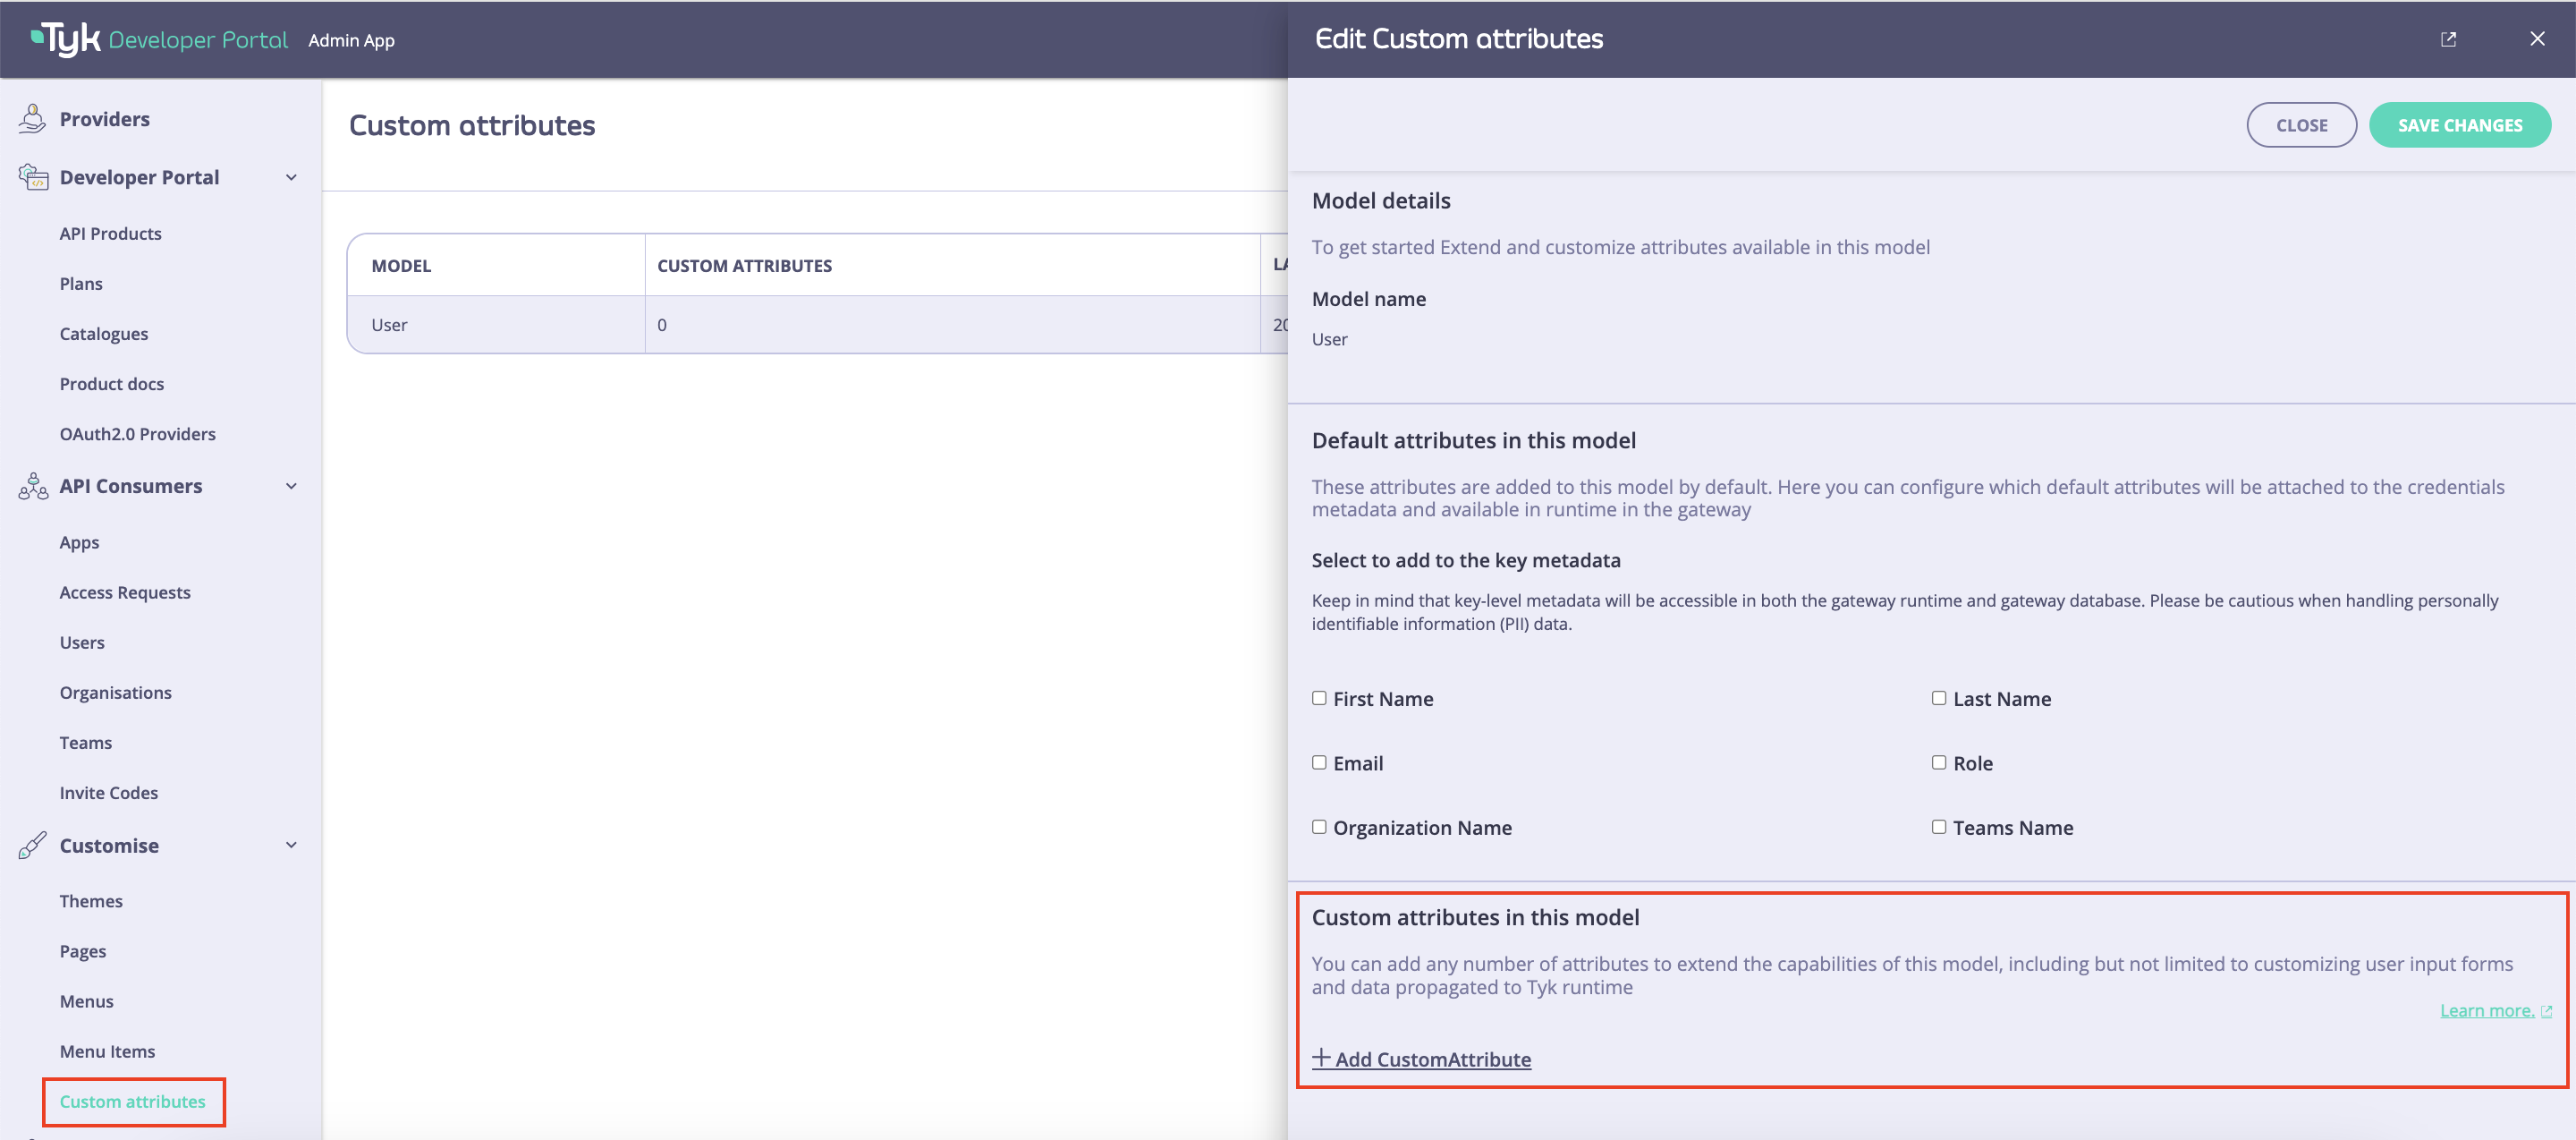 Tyk Developer Portal Admin App
Providers
Developer Portal
API Products
Plans
Catalogues
Product docs
OAuth2.0 Providers
API Consumers
Apps
Access Requests
Users
Organisations
Teams
Invite Codes
Customise
Themes
Pages
Menus
Menu Items
Custom attributes
Custom attributes
MODEL CUSTOM ATTRIBUTES LA
User 0 20
Edit Custom attributes
CLOSE SAVE CHANGES
Model details
To get started Extend and customize attributes available in this model
Model name
User
Default attributes in this model
These attributes are added to this model by default. Here you can configure which default attributes will be attached to the credentials
metadata and available in runtime in the gateway
Select to add to the key metadata
Keep in mind that key-level metadata will be accessible in both the gateway runtime and gateway database. Please be cautious when handling personally
identifiable information (PII) data.
First Name Last Name
Email Role
Organization Name Teams Name
Custom attributes in this model
You can add any number of attributes to extend the capabilities of this model, including but not limited to customizing user input forms
and data propagated to Tyk runtime
Learn more.
Add CustomAttribute